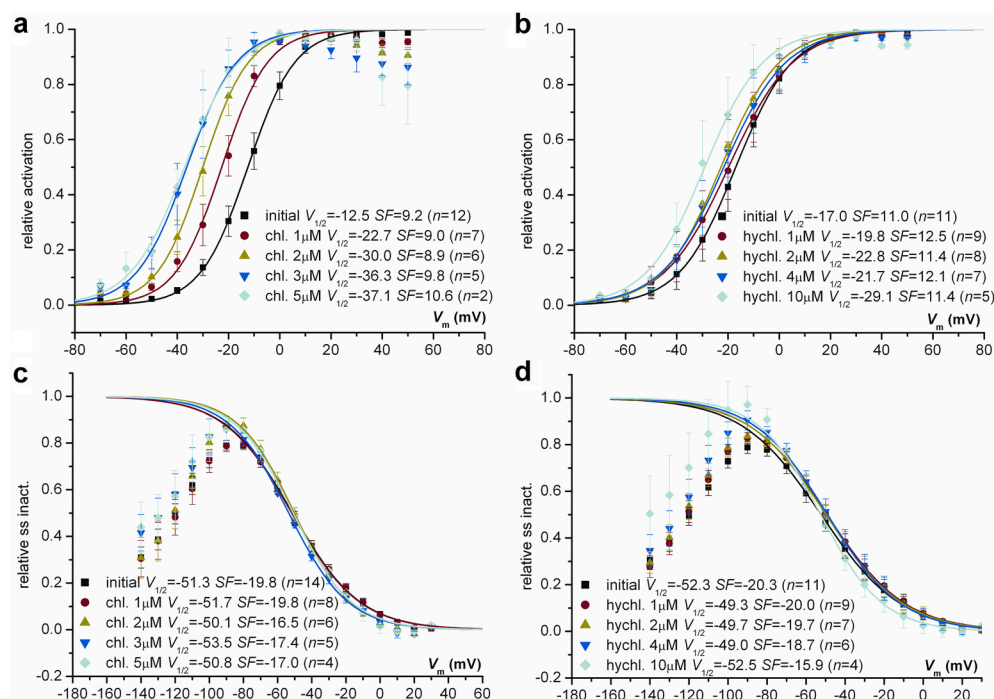 a
relative activation
1.0
0.8
0.6
0.4
0.2
0.0
initial V1/2=-12.5 SF=9.2 (n=12)
chl. 1µM V1/2=-22.7 SF=9.0 (n=7)
chl. 2µM V1/2=-30.0 SF=8.9 (n=6)
chl. 3µM V1/2=-36.3 SF=9.8 (n=5)
chl. 5µM V1/2=-37.1 SF=10.6 (n=2)
Vm (mV)
-80 -60 -40 -20 0 20 40 60 80
b
relative activation
1.0
0.8
0.6
0.4
0.2
0.0
initial V1/2=-17.0 SF=11.0 (n=11)
hychl. 1µM V1/2=-19.8 SF=12.5 (n=9)
hychl. 2µM V1/2=-22.8 SF=11.4 (n=8)
hychl. 4µM V1/2=-21.7 SF=12.1 (n=7)
hychl. 10µM V1/2=-29.1 SF=11.4 (n=5)
Vm (mV)
-80 -60 -40 -20 0 20 40 60 80
c
relative ss inact.
1.0
0.8
0.6
0.4
0.2
0.0
initial V1/2=-51.3 SF=-19.8 (n=14)
chl. 1µM V1/2=-51.7 SF=-19.8 (n=8)
chl. 2µM V1/2=-50.1 SF=-16.5 (n=6)
chl. 3µM V1/2=-53.5 SF=-17.4 (n=5)
chl. 5µM V1/2=-50.8 SF=-17.0 (n=4)
Vm (mV)
-180 -160 -140 -120 -100 -80 -60 -40 -20 0 20 40 60
d
relative ss inact.
1.0
0.8
0.6
0.4
0.2
0.0
initial V1/2=-52.3 SF=-20.3 (n=11)
hychl. 1µM V1/2=-49.3 SF=-20.0 (n=9)
hychl. 2µM V1/2=-49.7 SF=-19.7 (n=7)
hychl. 4µM V1/2=-49.0 SF=-18.7 (n=6)
hychl. 10µM V1/2=-52.5 SF=-15.9 (n=4)
Vm (mV)
-180 -160 -140 -120 -100 -80 -60 -40 -20 0 20